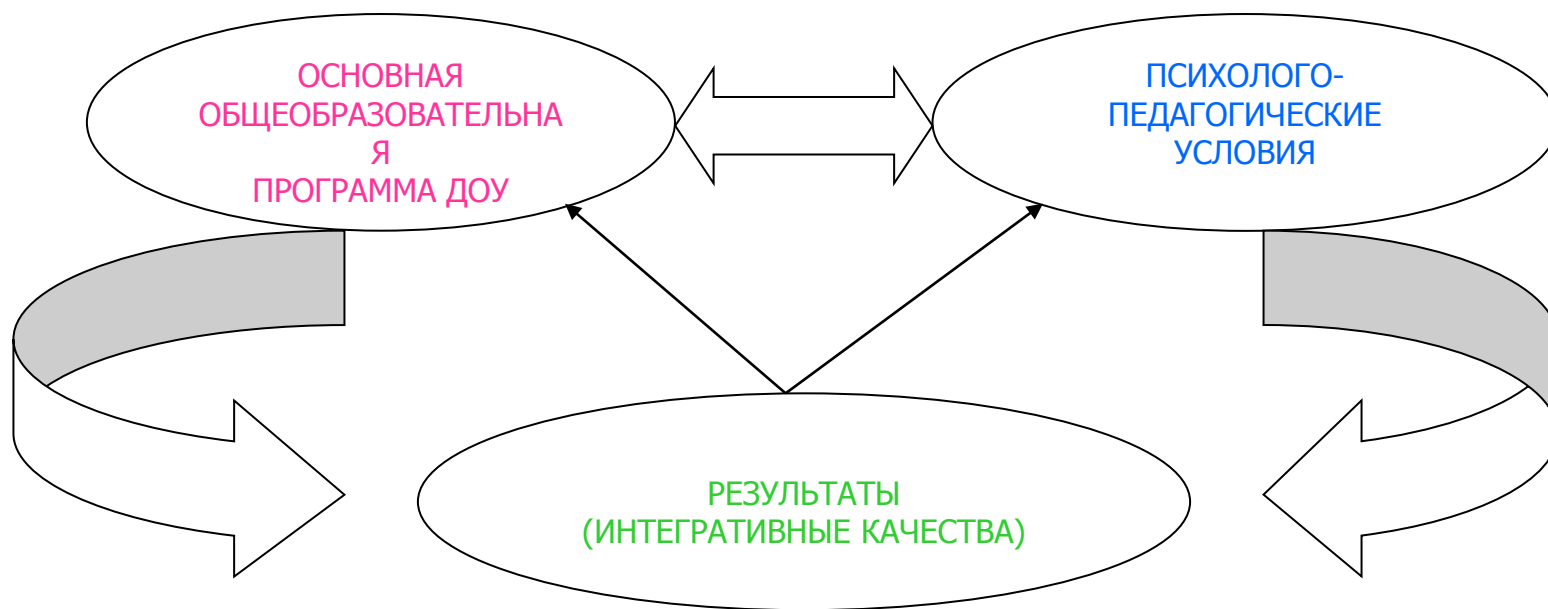 ОСНОВНАЯ
ОБЩЕОБРАЗОВАТЕЛЬНА
Я
ПРОГРАММА ДОУ
ПСИХОЛОГО-
ПЕДАГОГИЧЕСКИЕ
УСЛОВИЯ
РЕЗУЛЬТАТЫ
(ИНТЕГРАТИВНЫЕ КАЧЕСТВА)